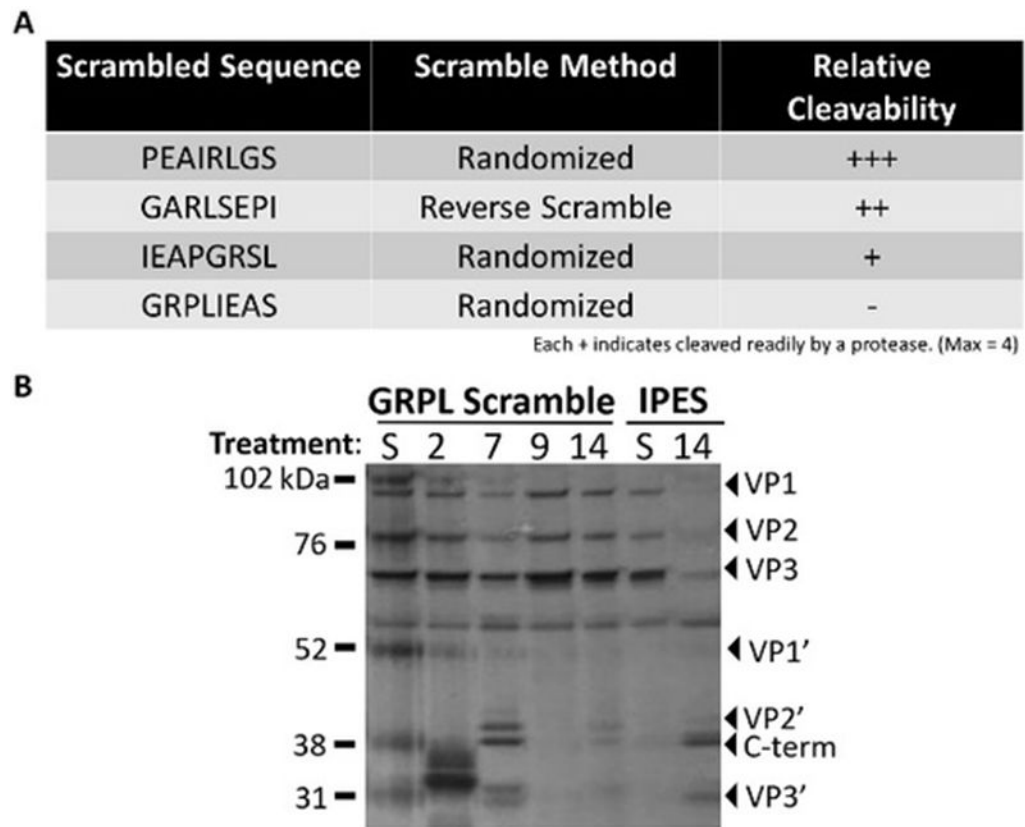 A
Scrambled Sequence Scramble Method Relative Cleavability
PEAIRLGS Randomized +++
GARLSEPI Reverse Scramble ++
IEAPGRSL Randomized +
GRPLIEAS Randomized -
Each + indicates cleaved readily by a protease. (Max = 4)
B
GRPL Scramble IPES
Treatment: S 2 7 9 14 S 14
102 kDa VP1
VP2
76
VP3
52 VP1’
VP2’
38 C-term
31 VP3’